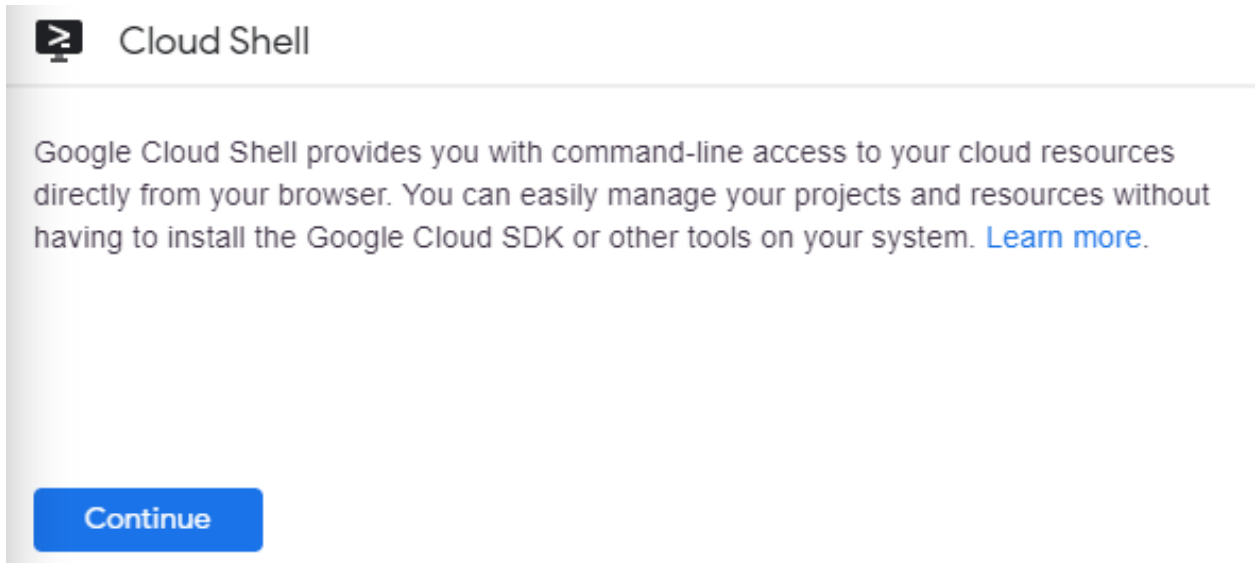 Cloud Shell
Google Cloud Shell provides you with command-line access to your cloud resources
directly from your browser. You can easily manage your projects and resources without
having to install the Google Cloud SDK or other tools on your system. Learn more.
Continue